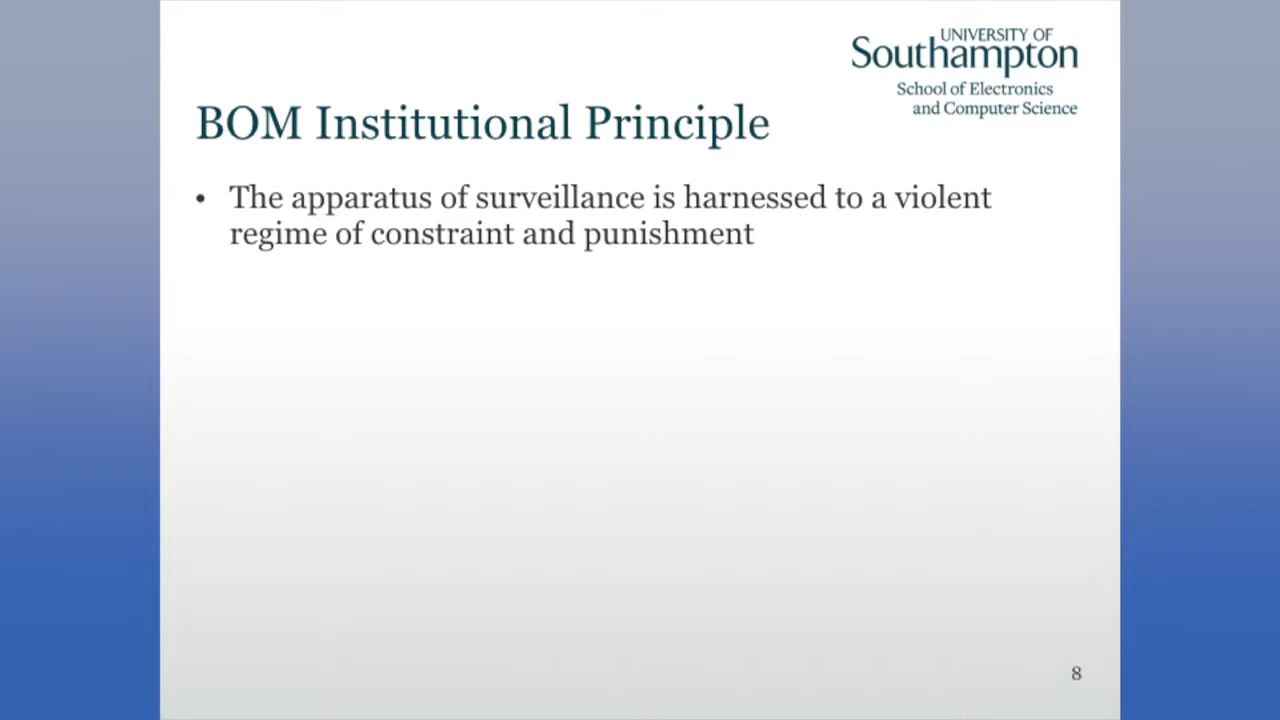 UNIVERSITY OF
Southampton
School of Electronics
and Computer Science
BOM Institutional Principle
• The apparatus of surveillance is harnessed to a violent
regime of constraint and punishment
8